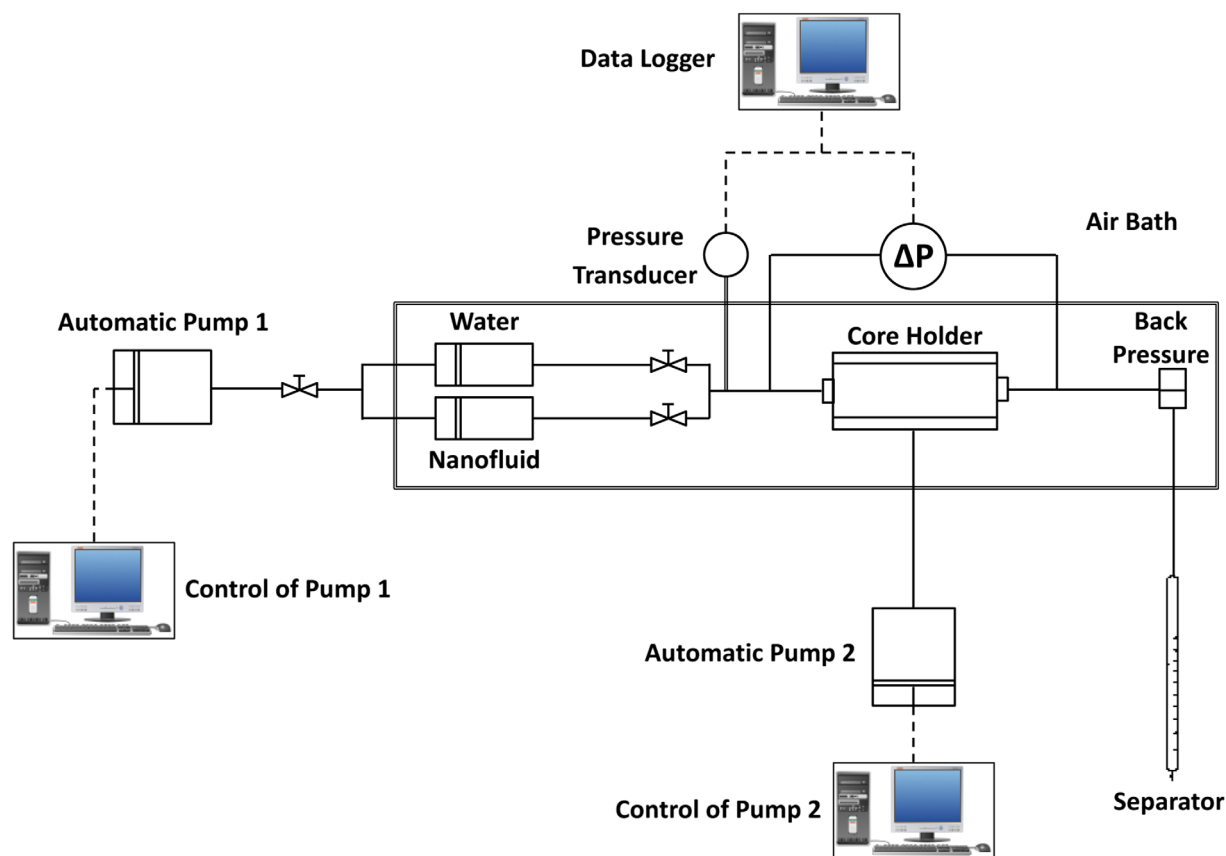 Data Logger
Pressure
Transducer
ΔP
Air Bath
Automatic Pump 1
Water
Core Holder
Back
Pressure
Nanofluid
Control of Pump 1
Automatic Pump 2
Control of Pump 2
Separator